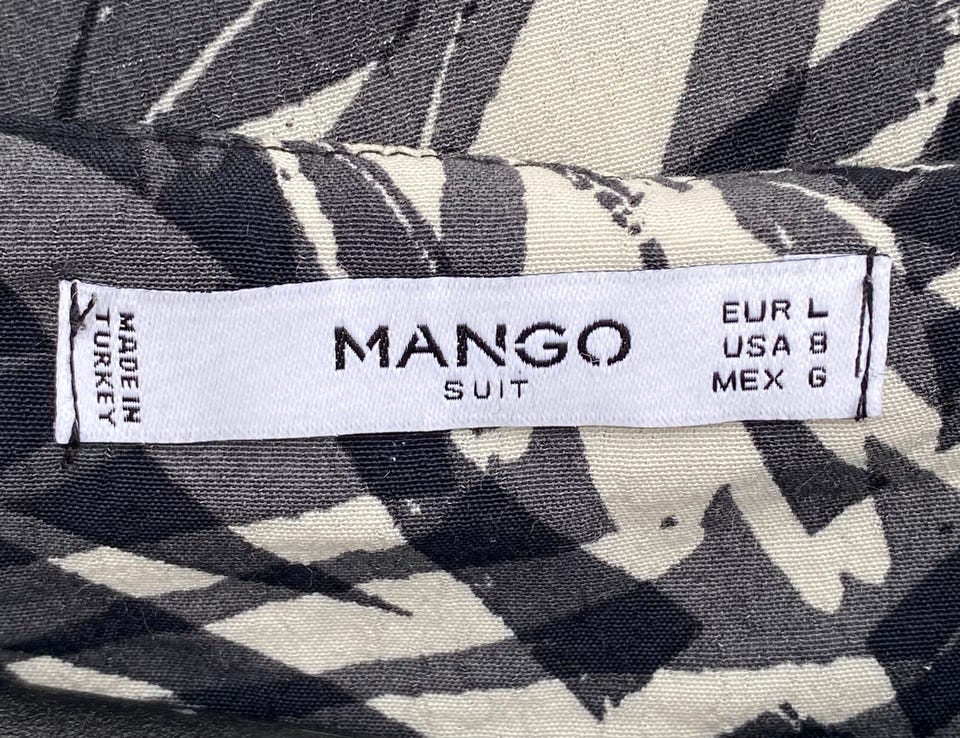 MADE IN
TURKEY
MANGO
SUIT
EUR L
USA 8
MEX G